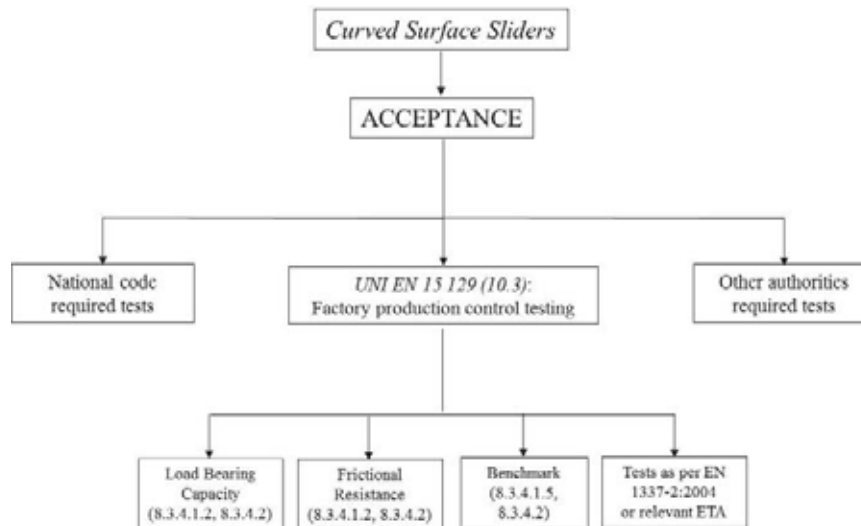 Curved Surface Sliders
ACCEPTANCE
National code
required tests
UNI EN 15 129 (10.3):
Factory production control testing
Other authorities
required tests
Load Bearing
Capacity
(8.3.4.1.2, 8.3.4.2)
Frictional
Resistance
(8.3.4.1.2, 8.3.4.2)
Benchmark
(8.3.4.1.5,
8.3.4.2)
Tests as per EN
1337-2:2004
or relevant ETA